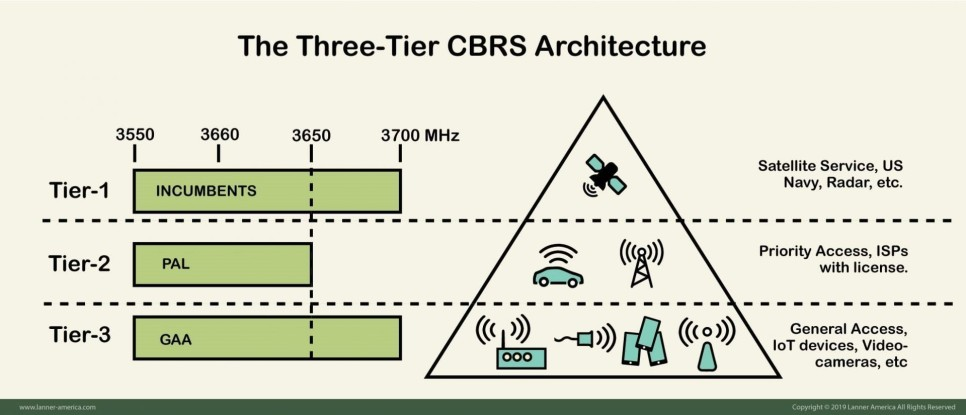 The Three-Tier CBRS Architecture
3550 3660 3650 3700 MHz
Tier-1 INCUMBENTS
Satellite Service, US
Navy, Radar, etc.
Tier-2 PAL
Priority Access, ISPs
with license.
Tier-3 GAA
General Access,
IoT devices, Video-
cameras, etc
www.lanner-america.com
Copyright © 2019 Lanner America All Rights Reserved